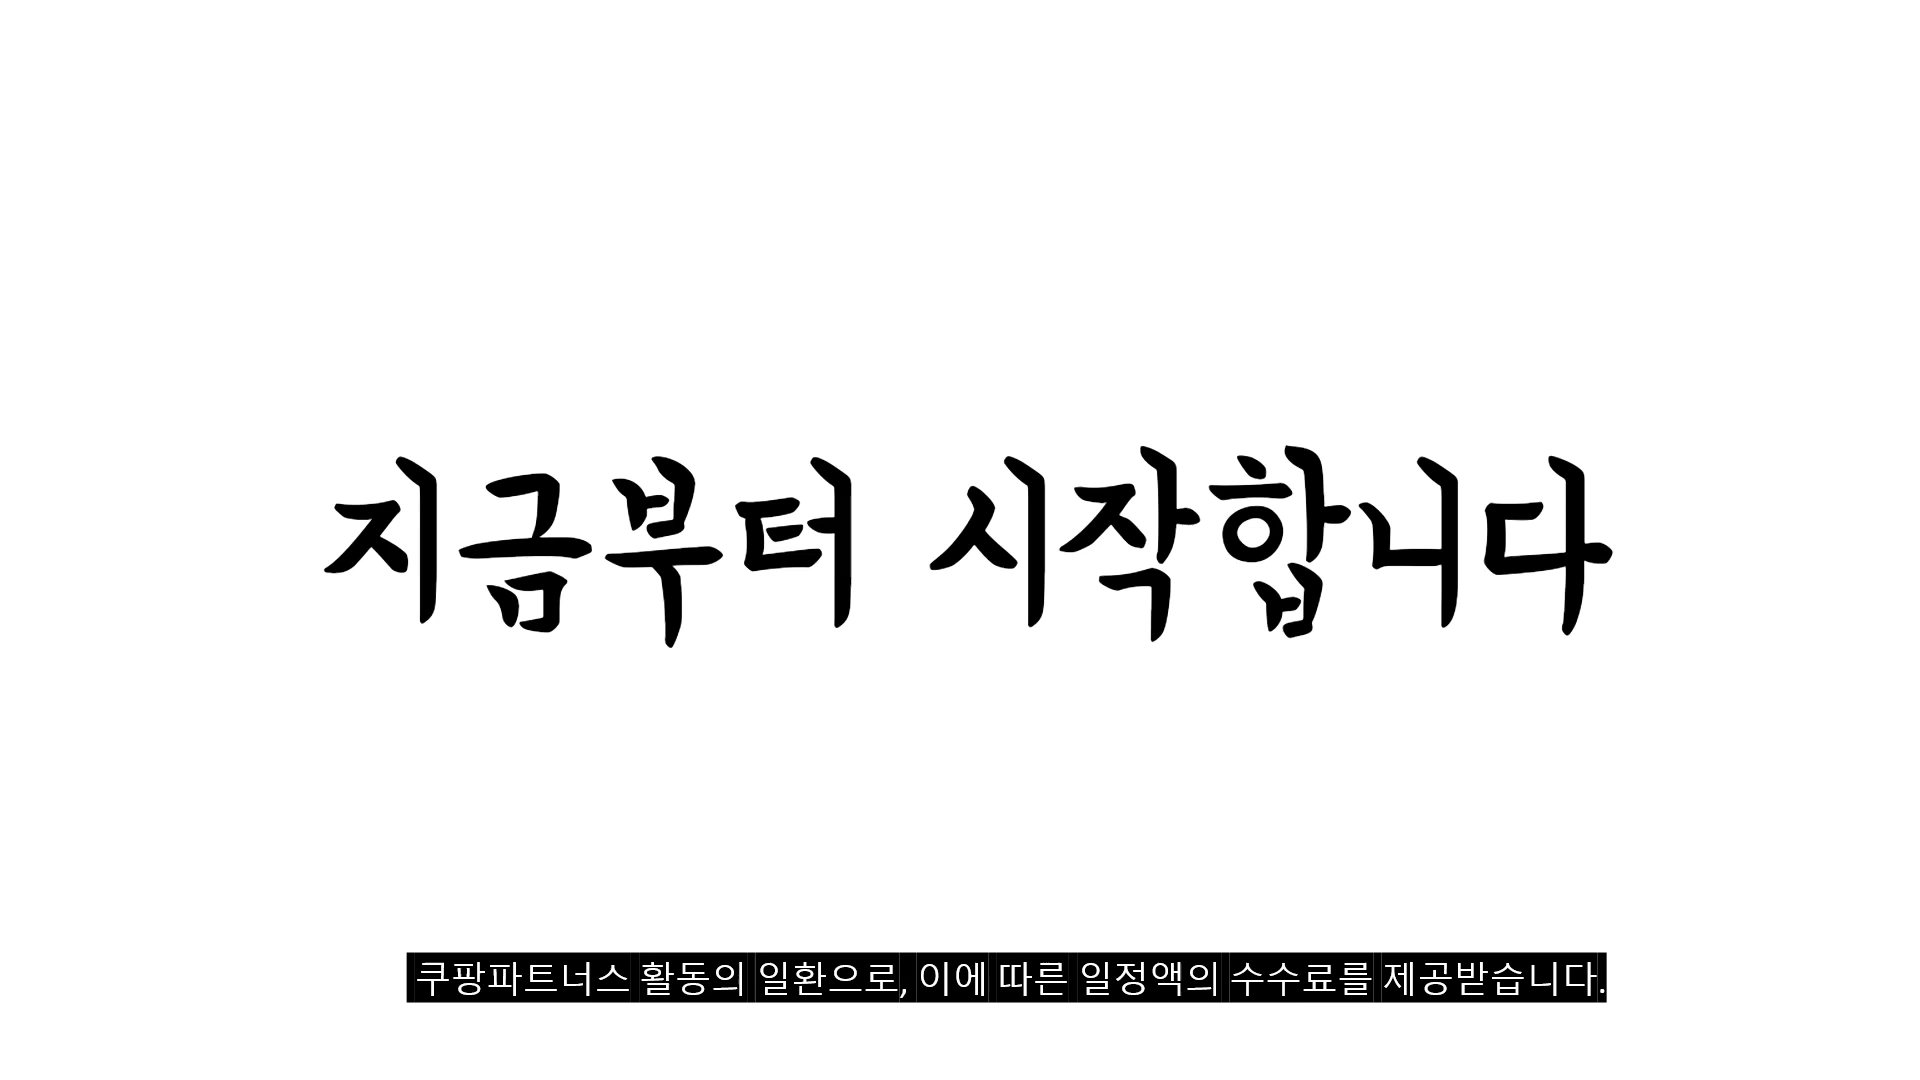 지금부터 시작합니다
쿠팡파트너스 활동의 일환으로, 이에 따른 일정액의 수수료를 제공받습니다.